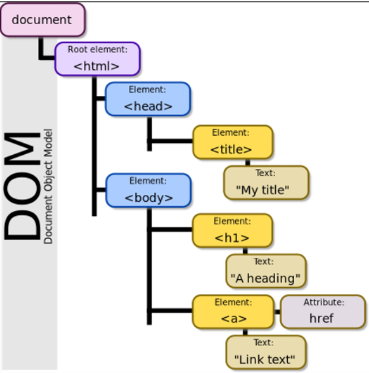 document
Root element:
<html>
Element:
<head>
Element:
<title>
Text:
"My title"
Element:
<body>
Element:
<h1>
Text:
"A heading"
Element:
<a>
Attribute:
href
Text:
"Link text"
DOM
Document Object Model